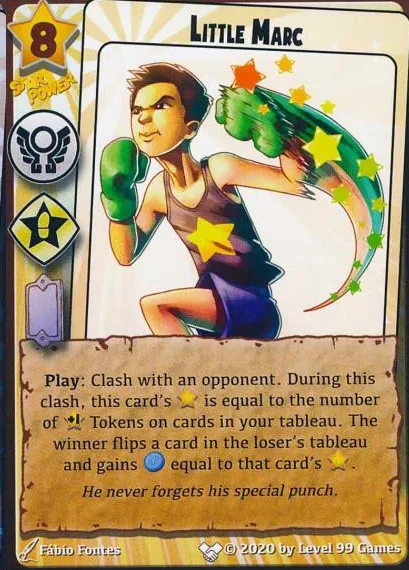 8
LITTLE MARC
STAR POWER
Play: Clash with an opponent. During this
clash, this card's is equal to the number
of Tokens on cards in your tableau. The
winner flips a card in the loser's tableau
and gains equal to that card's .
He never forgets his special punch.
Fábio Fontes
© 2020 by Level 99 Games